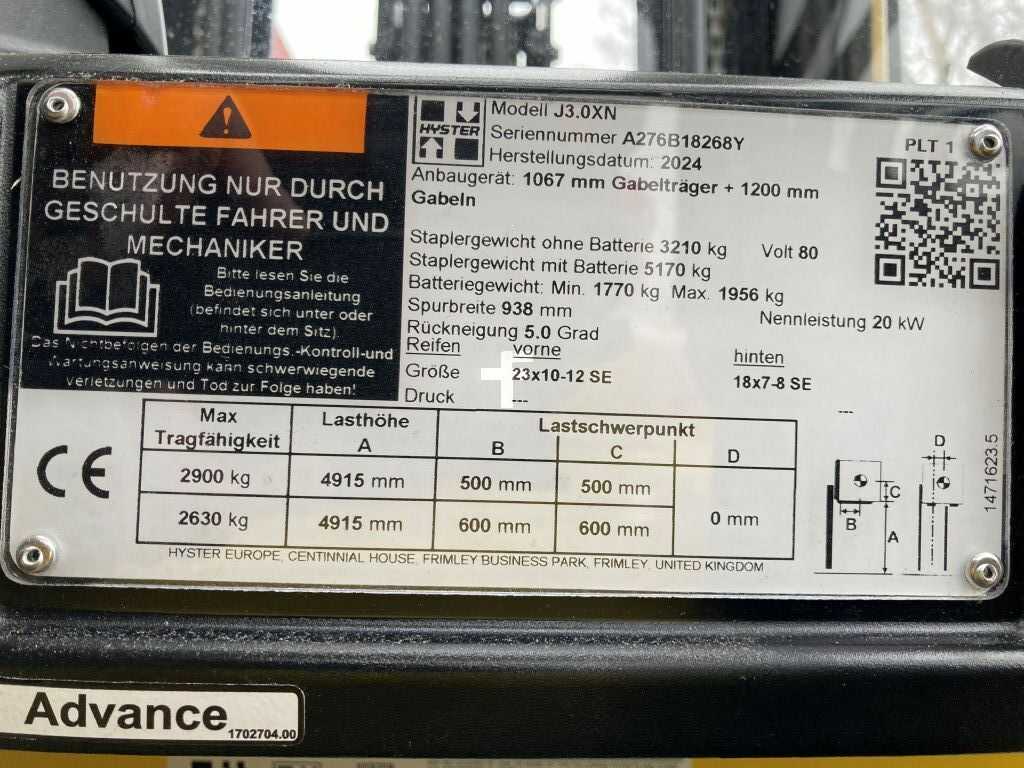 BENUTZUNG NUR DURCH
GESCHULTE FAHRER UND
MECHANIKER
Bitte lesen Sie die
Bedienungsanleitung
(befindet sich unter oder
hinter dem Sitz).
Das Nichtbefolgen der Bedienungs.-Kontroll-und
Wartungsanweisung kann schwerwiegende
Verletzungen und Tod zur Folge haben!
HYSTER
Modell J3.0XN
Seriennummer A276B18268Y
Herstellungsdatum: 2024
PLT 1
Anbaugerät: 1067 mm Gabelträger + 1200 mm
Gabeln
Staplergewicht ohne Batterie 3210 kg Volt 80
Staplergewicht mit Batterie 5170 kg
Batteriegewicht: Min. 1770 kg Max. 1956 kg
Spurbreite 938 mm Nennleistung 20 kW
Rückneigung 5.0 Grad
Reifen vorne hinten
Größe 23x10-12 SE 18x7-8 SE
Druck --- ---
Max Tragfähigkeit Lasthöhe A Lastschwerpunkt B C D
2900 kg 4915 mm 500 mm 500 mm
2630 kg 4915 mm 600 mm 600 mm 0 mm
CE
D
C
B
A
14716235
HYSTER EUROPE, CENTINNIAL HOUSE, FRIMLEY BUSINESS PARK, FRIMLEY, UNITED KINGDOM
Advance
1702704.00